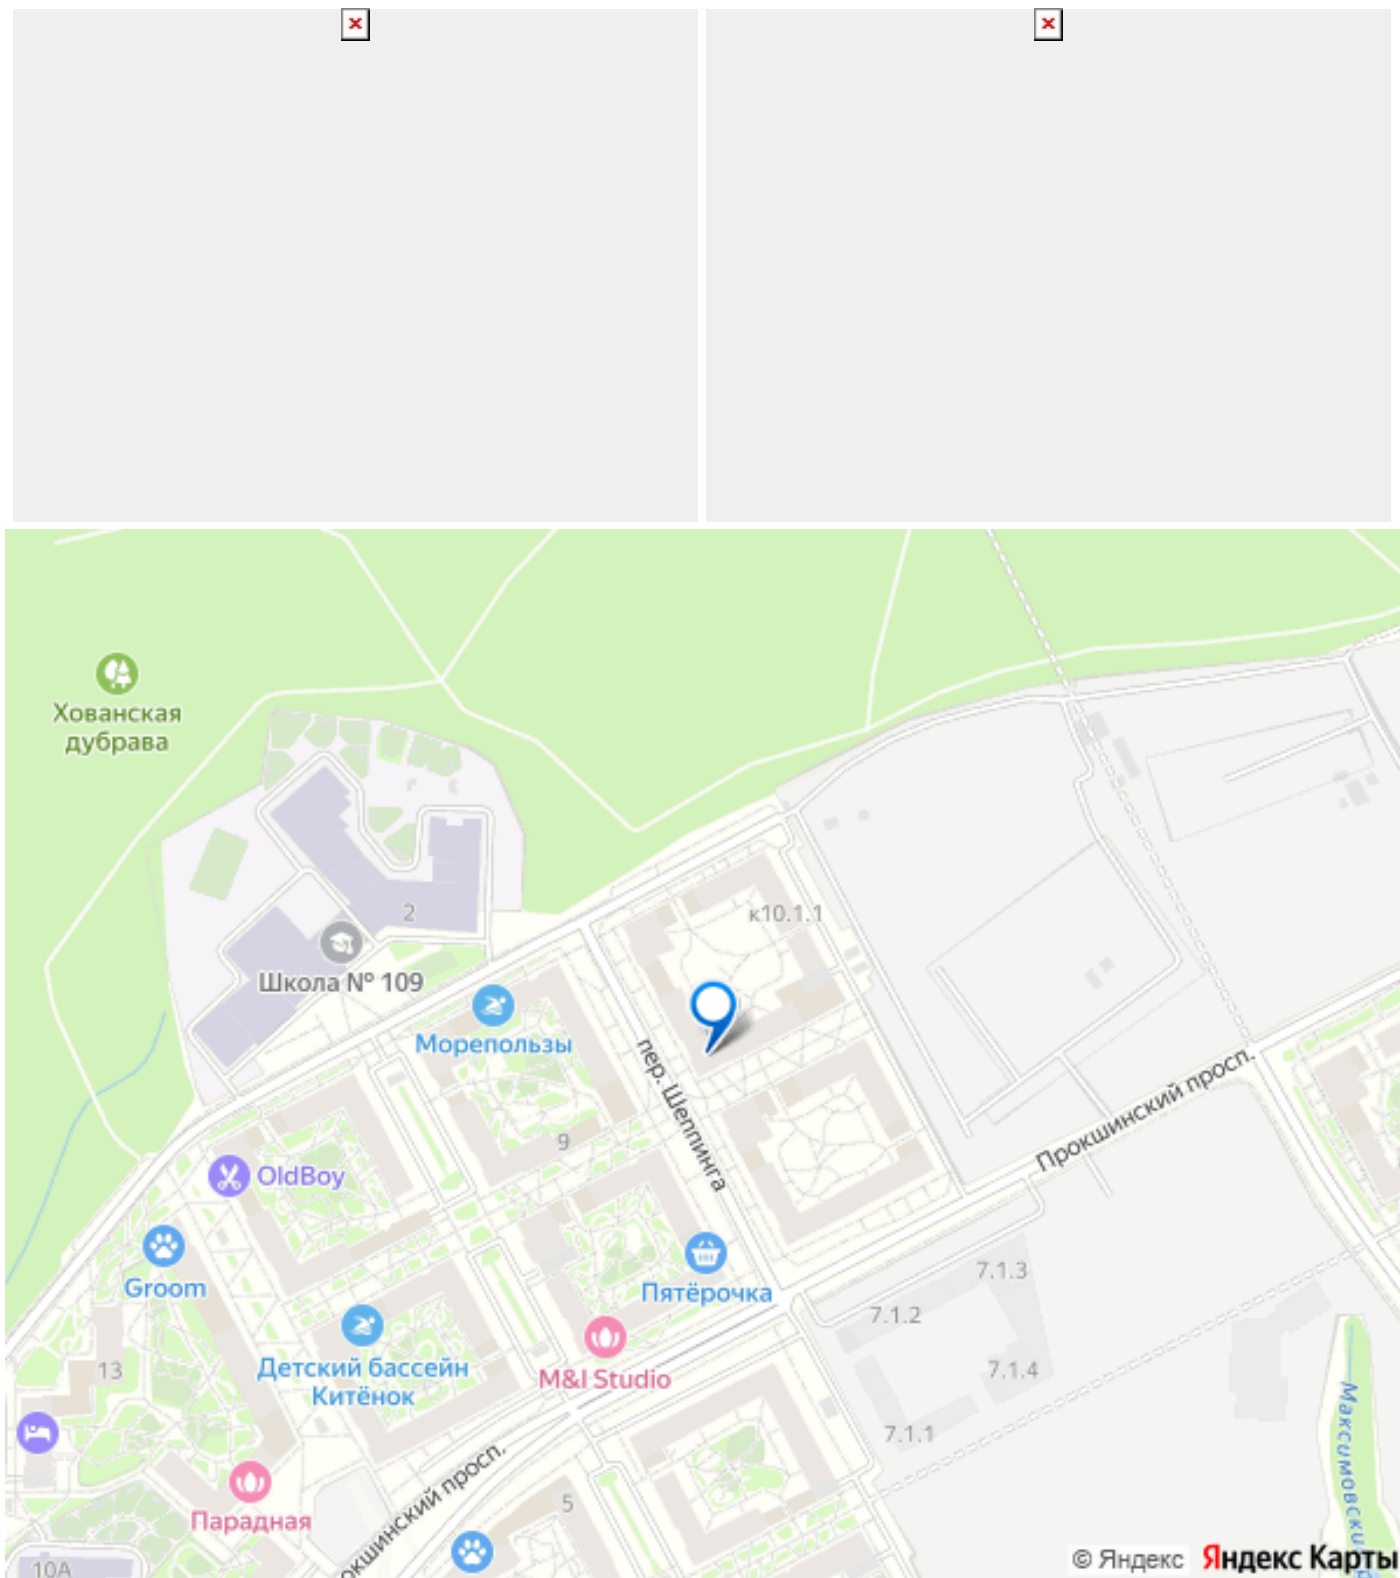 Хованская
дубрава
к10.1.1
2
Школа № 109
Морепользы
пер. Шеппинга
Прокшинский просп.
9
OldBoy
Groom
Пятёрочка
7.1.3
7.1.2
Детский бассейн
Китёнок
M&I Studio
13
7.1.4
7.1.1
Парадная
окшинский просп.
5
10А
Максимовски
© Яндекс Яндекс Карты